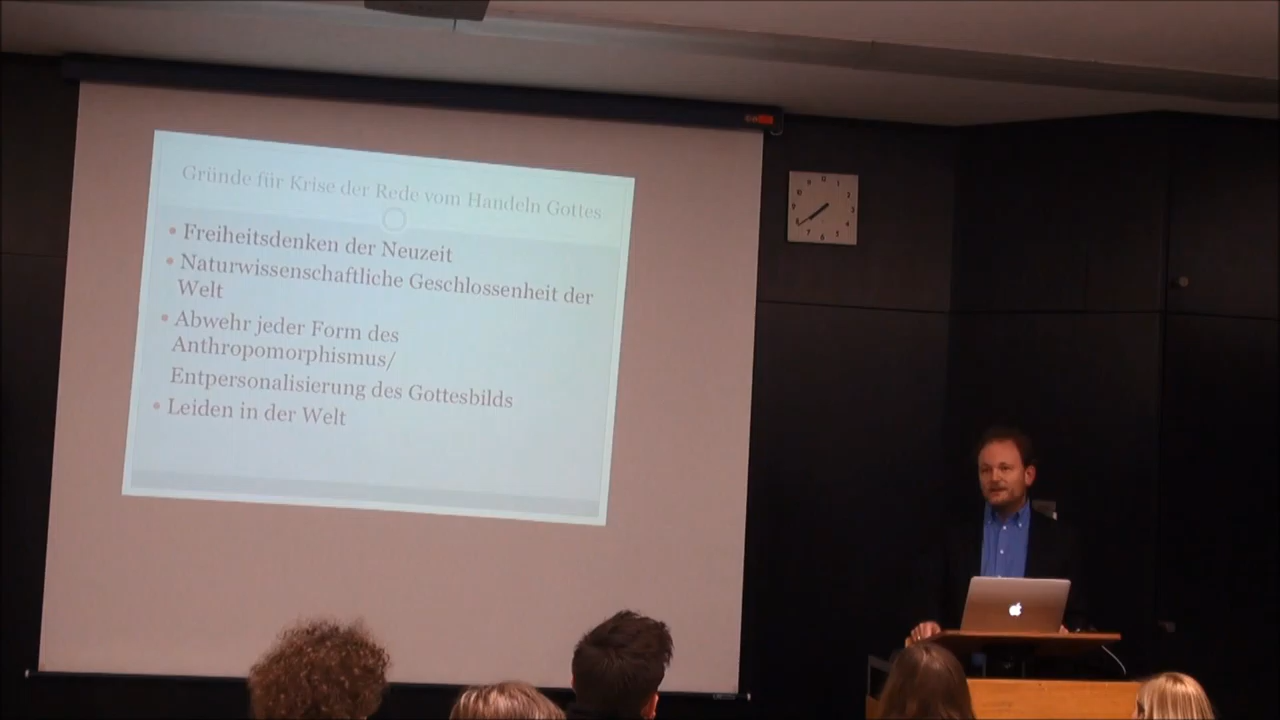 Gründe für Krise der Rede vom Handeln Gottes
• Freiheitsdenken der Neuzeit
• Naturwissenschaftliche Geschlossenheit der
Welt
• Abwehr jeder Form des
Anthropomorphismus/
Entpersonalisierung des Gottesbilds
• Leiden in der Welt